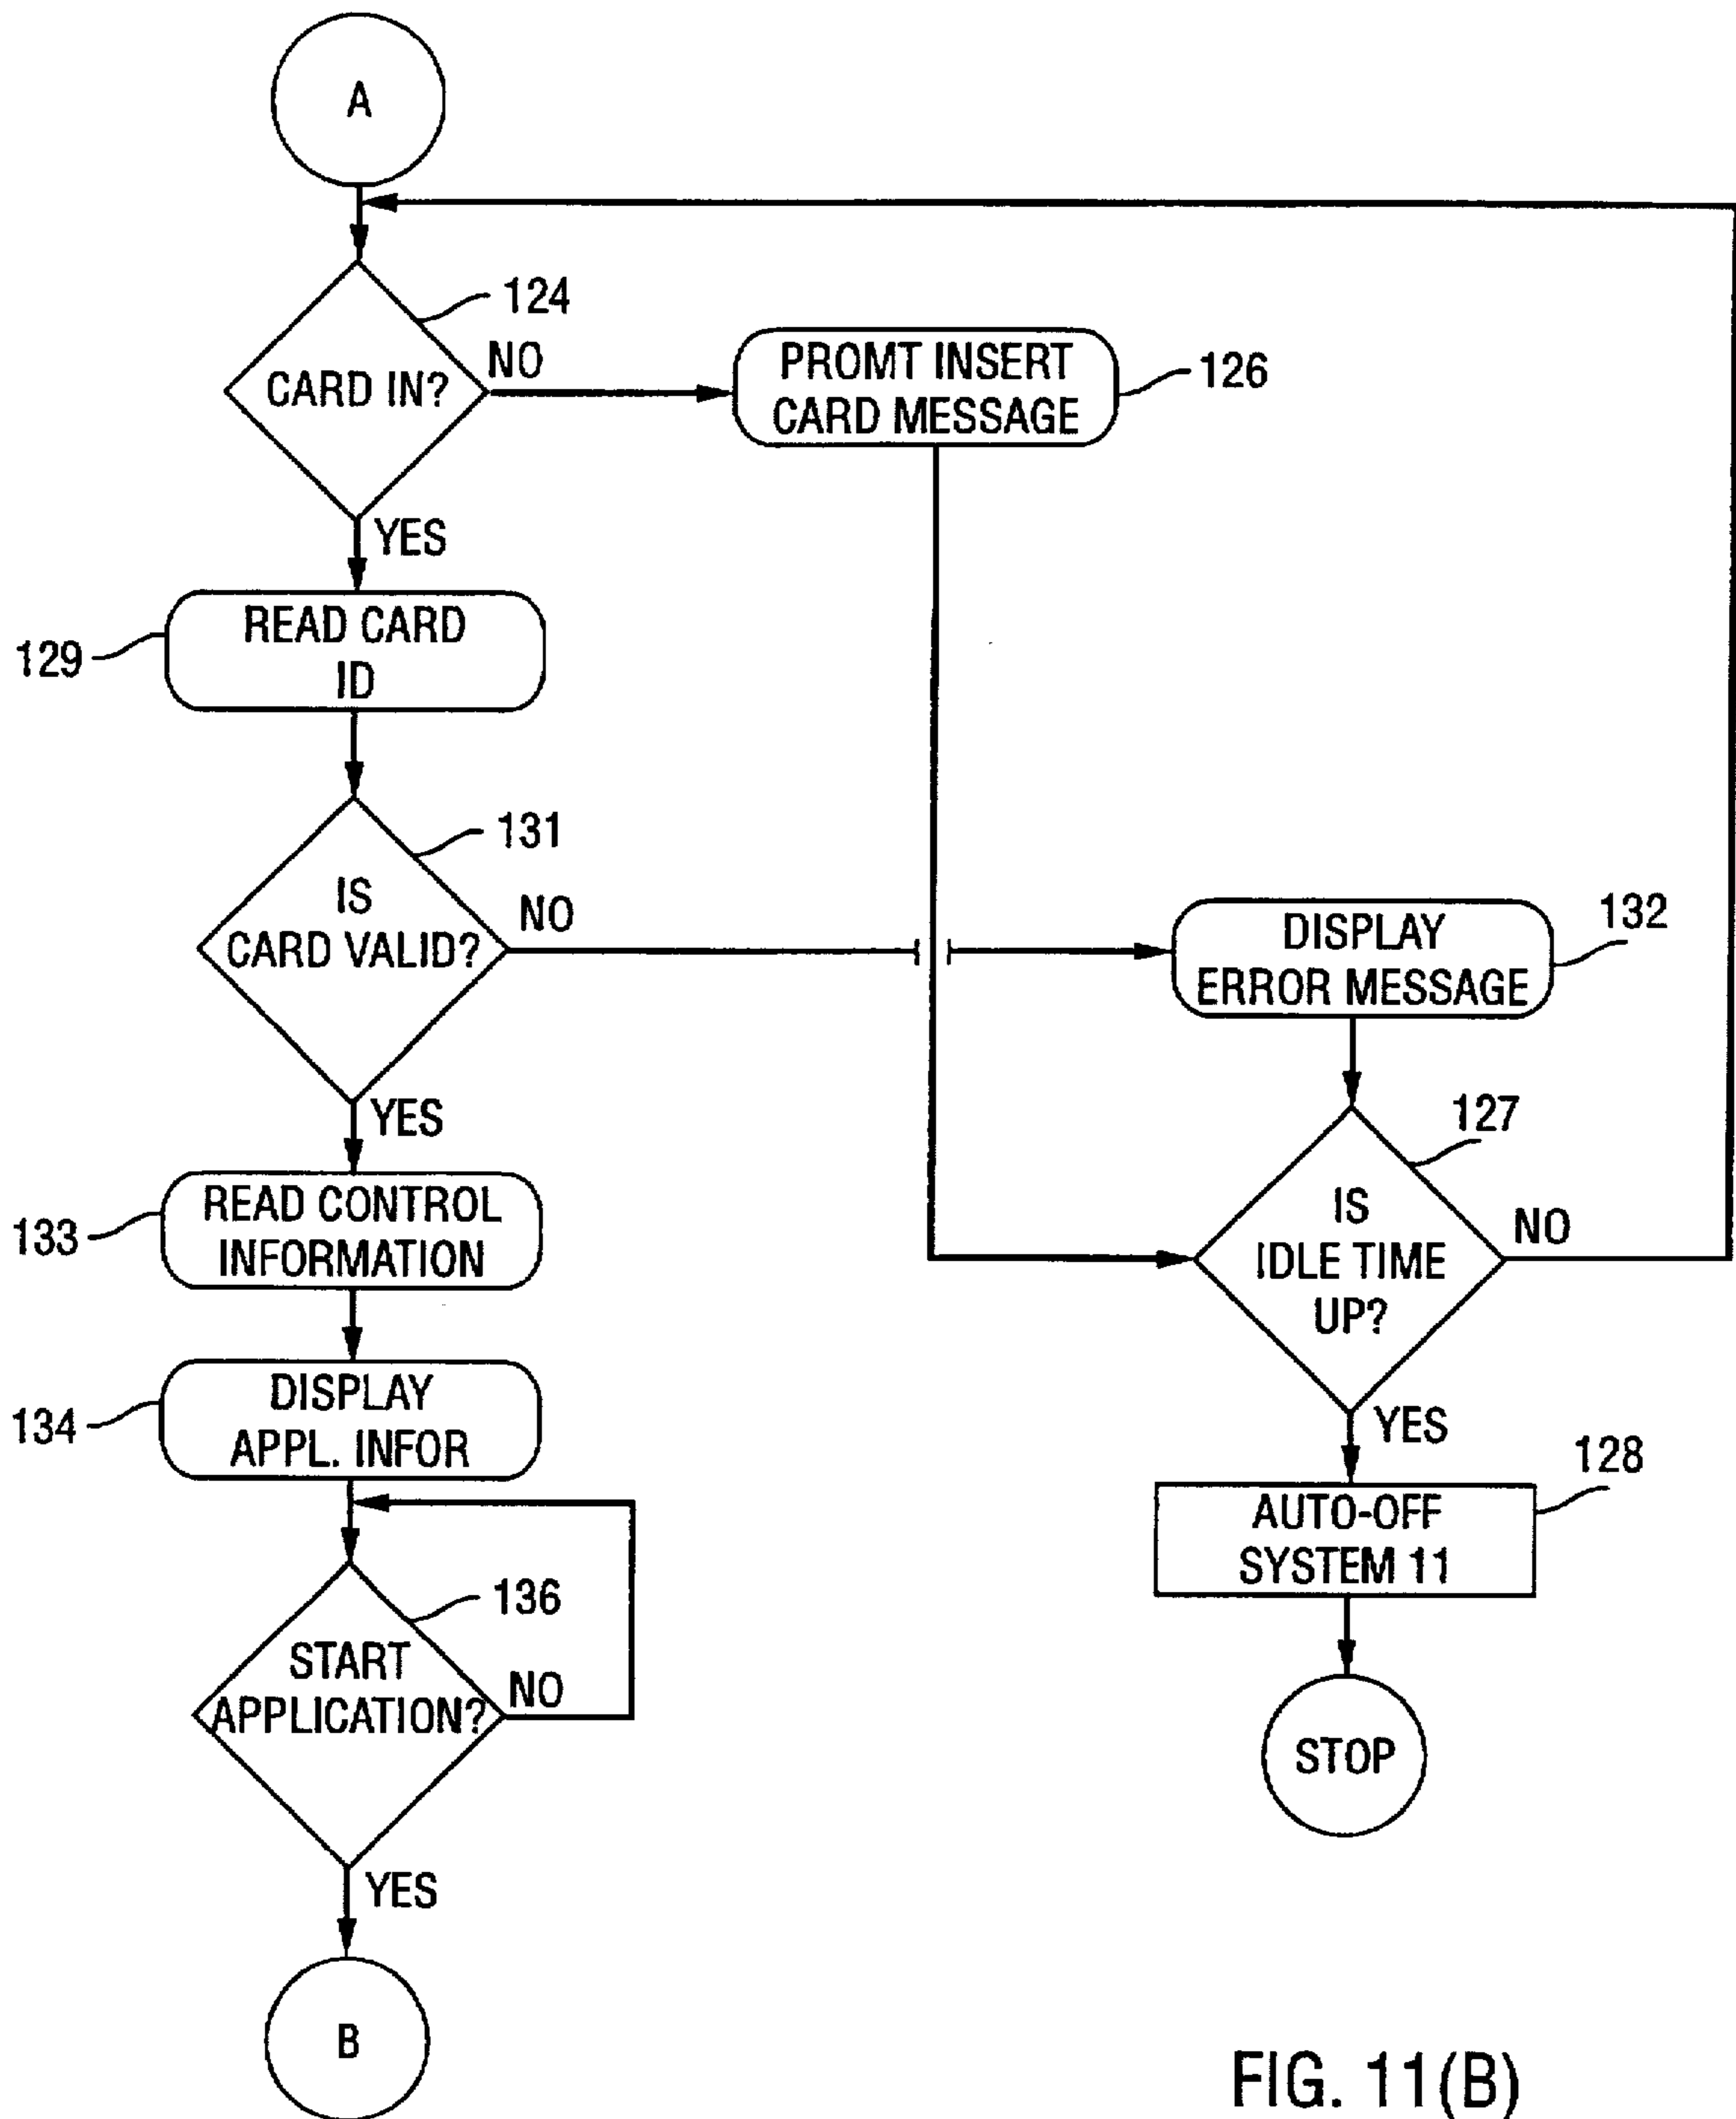 A
124
CARD IN?
NO
PROMT INSERT
CARD MESSAGE
126
YES
READ CARD
ID
129
131
IS
CARD VALID?
NO
DISPLAY
ERROR MESSAGE
132
YES
127
READ CONTROL
INFORMATION
133
IS
IDLE TIME
UP?
NO
DISPLAY
APPL. INFOR
134
YES
128
AUTO-OFF
SYSTEM 11
136
START
APPLICATION?
NO
STOP
YES
B
FIG. 11(B)